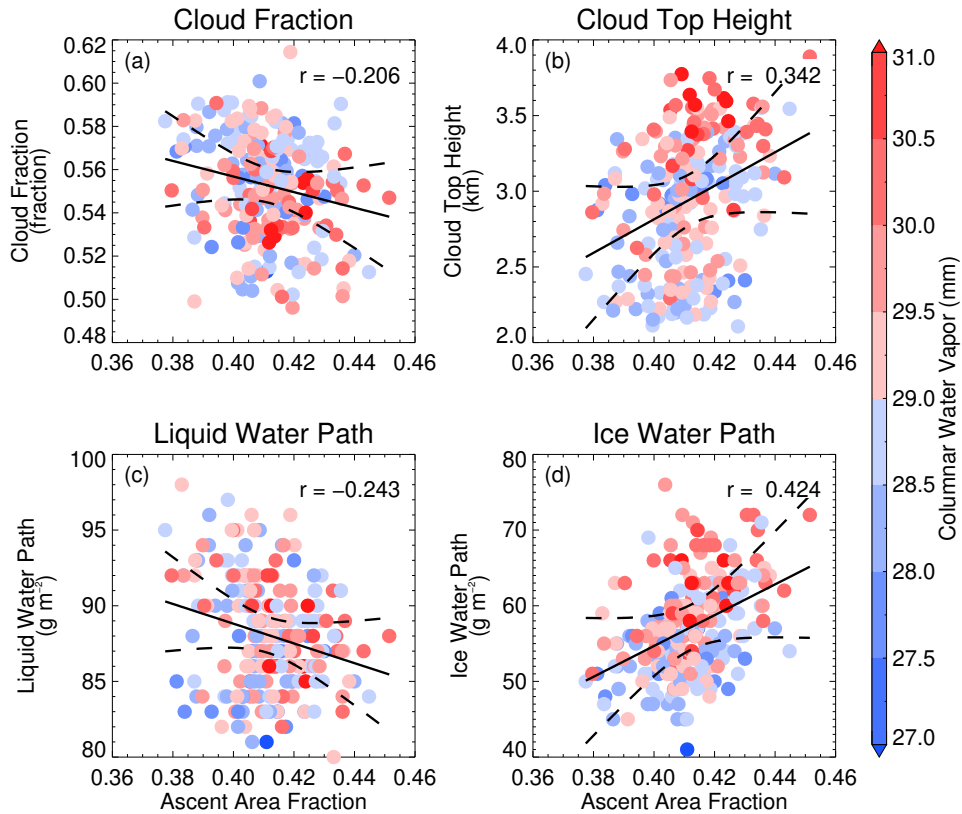 Cloud Fraction
Cloud Top Height
(a)
r = −0.206
0.62
0.60
0.58
0.56
0.54
0.52
0.50
0.48
Cloud Fraction
(fraction)
0.36 0.38 0.40 0.42 0.44 0.46
(b)
r = 0.342
4.0
3.5
3.0
2.5
2.0
Cloud Top Height
(km)
0.36 0.38 0.40 0.42 0.44 0.46
Liquid Water Path
Ice Water Path
(c)
r = −0.243
100
95
90
85
80
Liquid Water Path
(g m⁻²)
0.36 0.38 0.40 0.42 0.44 0.46
Ascent Area Fraction
(d)
r = 0.424
80
70
60
50
40
Ice Water Path
(g m⁻²)
0.36 0.38 0.40 0.42 0.44 0.46
Ascent Area Fraction
31.0
30.5
30.0
29.5
29.0
28.5
28.0
27.5
27.0
Columnar Water Vapor (mm)